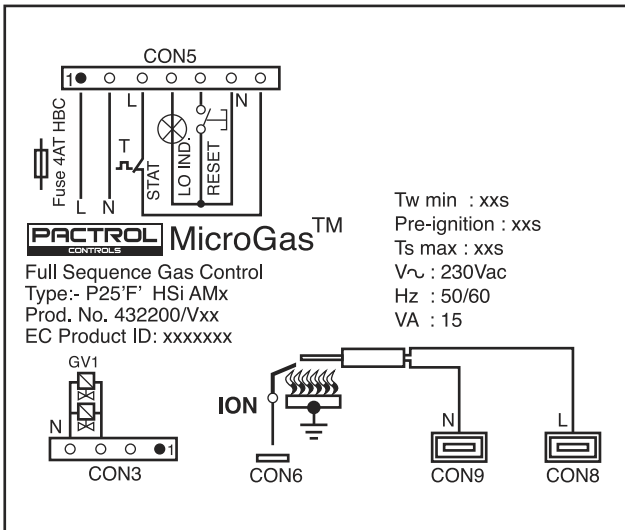 CON5
1
L
N
Fuse 4AT HBC
L
N
T
STAT
LO IND.
RESET
PACTROL
CONTROLS
MicroGas™
Full Sequence Gas Control
Type:- P25'F' HSi AMx
Prod. No. 432200/Vxx
EC Product ID: xxxxxxx
Tw min : xxs
Pre-ignition : xxs
Ts max : xxs
V~ : 230Vac
Hz : 50/60
VA : 15
GV1
N
1
CON3
ION
CON6
N
CON9
L
CON8